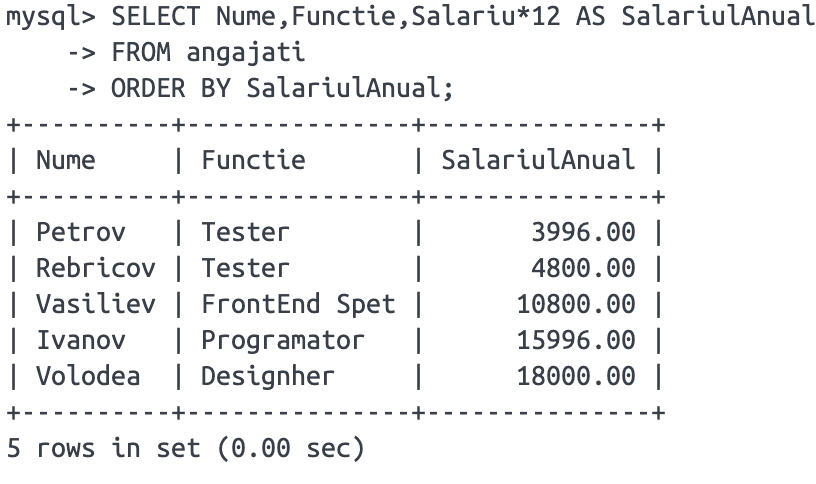 mysql> SELECT Nume,Functie,Salariu*12 AS SalariulAnual
    -> FROM angajati
    -> ORDER BY SalariulAnual;
+----------+---------------+---------------+
| Nume     | Functie       | SalariulAnual |
+----------+---------------+---------------+
| Petrov   | Tester        |       3996.00 |
| Rebricov | Tester        |       4800.00 |
| Vasiliev | FrontEnd Spet |      10800.00 |
| Ivanov   | Programator   |      15996.00 |
| Volodea  | Designher     |      18000.00 |
+----------+---------------+---------------+
5 rows in set (0.00 sec)